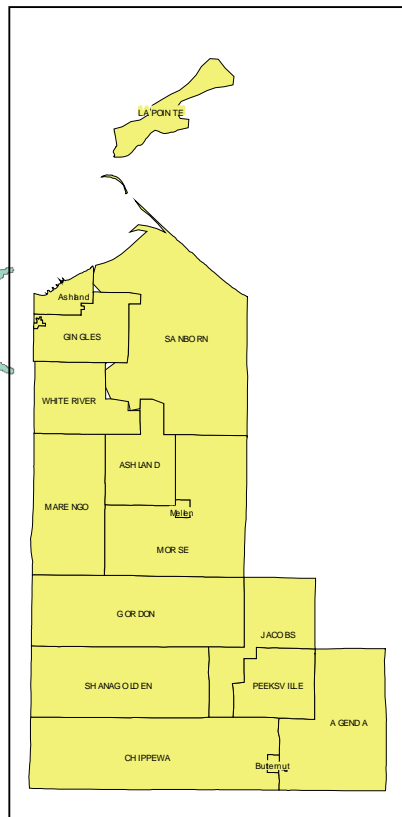 LA POINTE
Ashland
GINGLES
SANBORN
WHITE RIVER
ASHLAND
MARENGO
Mellen
MORSE
GORDON
JACOBS
SHANAGOLDEN
PEEKSVILLE
AGENDA
CHIPPEWA
Butternut